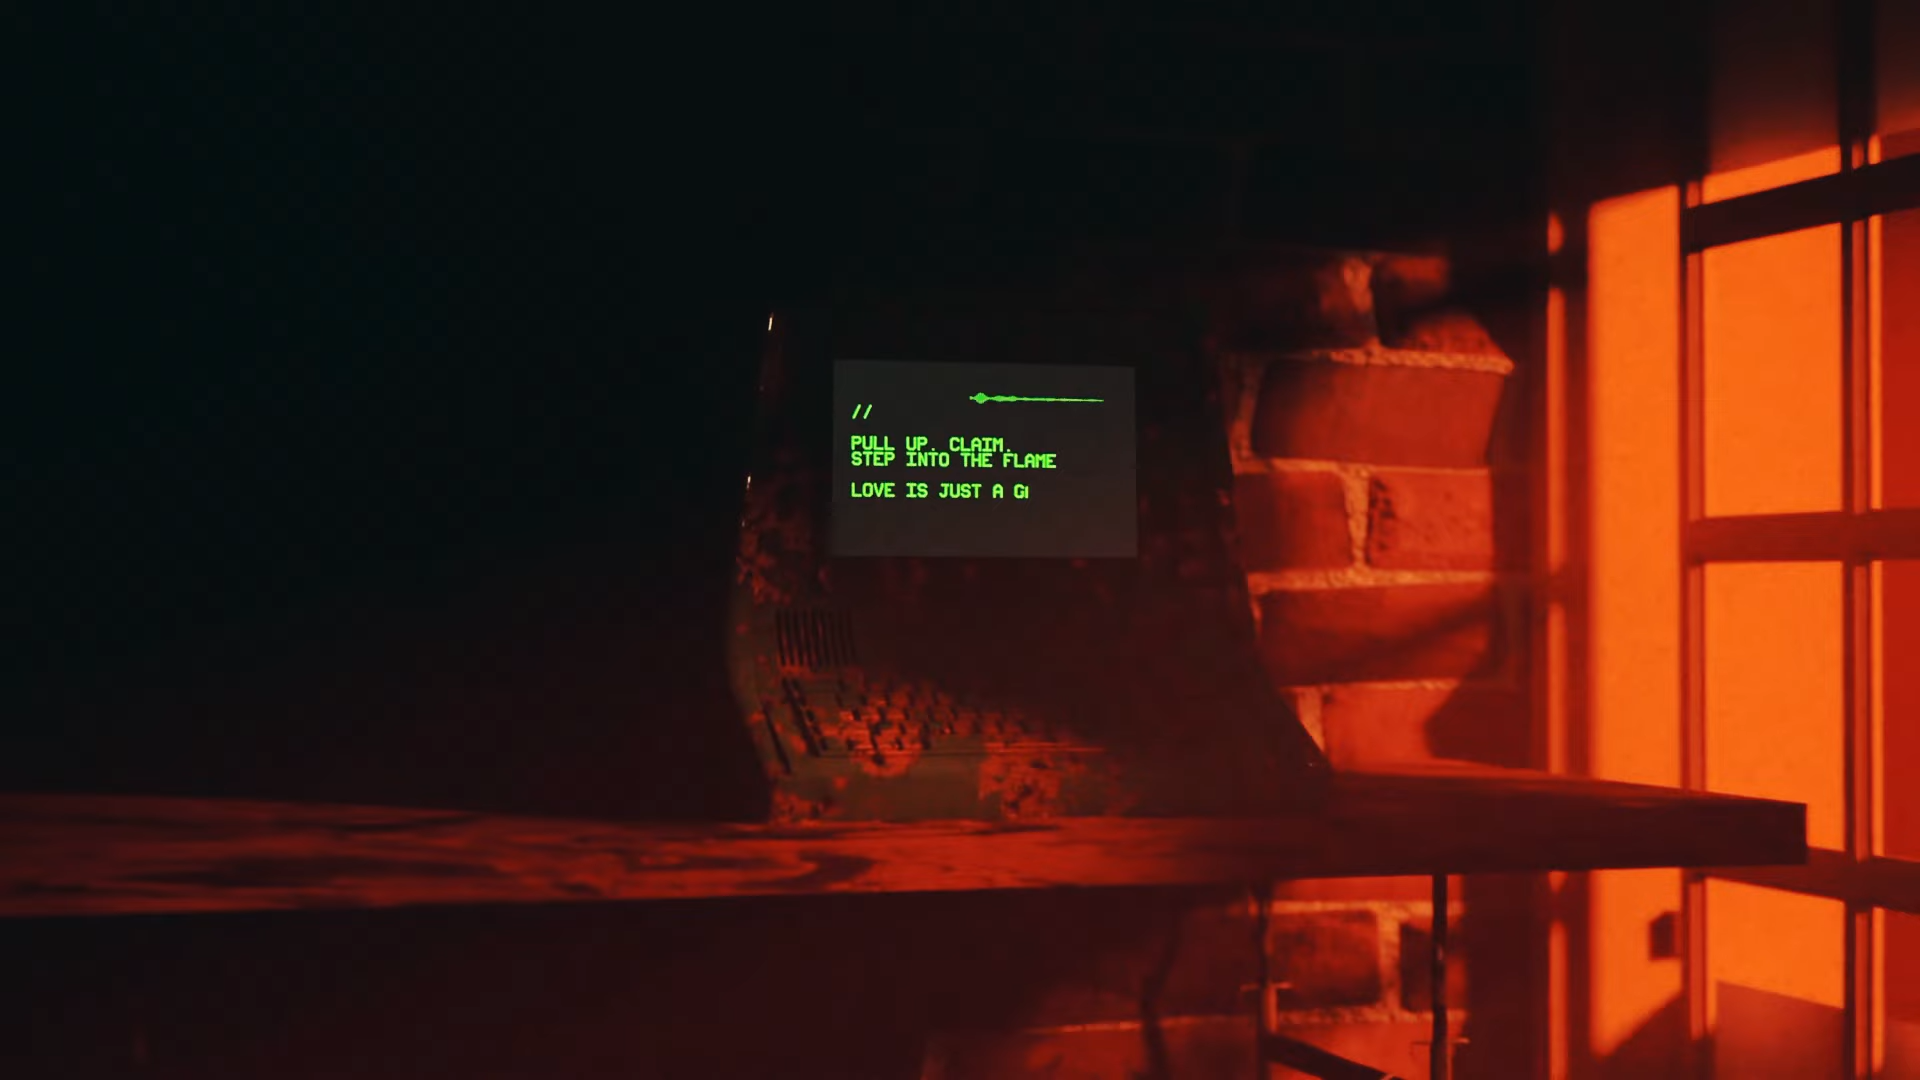 //
PULL UP. CLAIM.
STEP INTO THE FLAME
LOVE IS JUST A